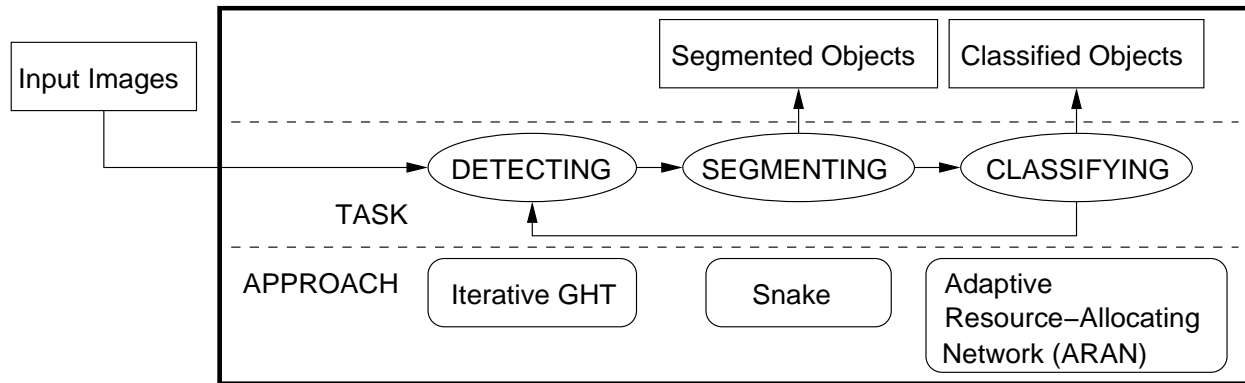 Input Images
Segmented Objects
Classified Objects
DETECTING
SEGMENTING
CLASSIFYING
TASK
APPROACH
Iterative GHT
Snake
Adaptive
Resource−Allocating
Network (ARAN)